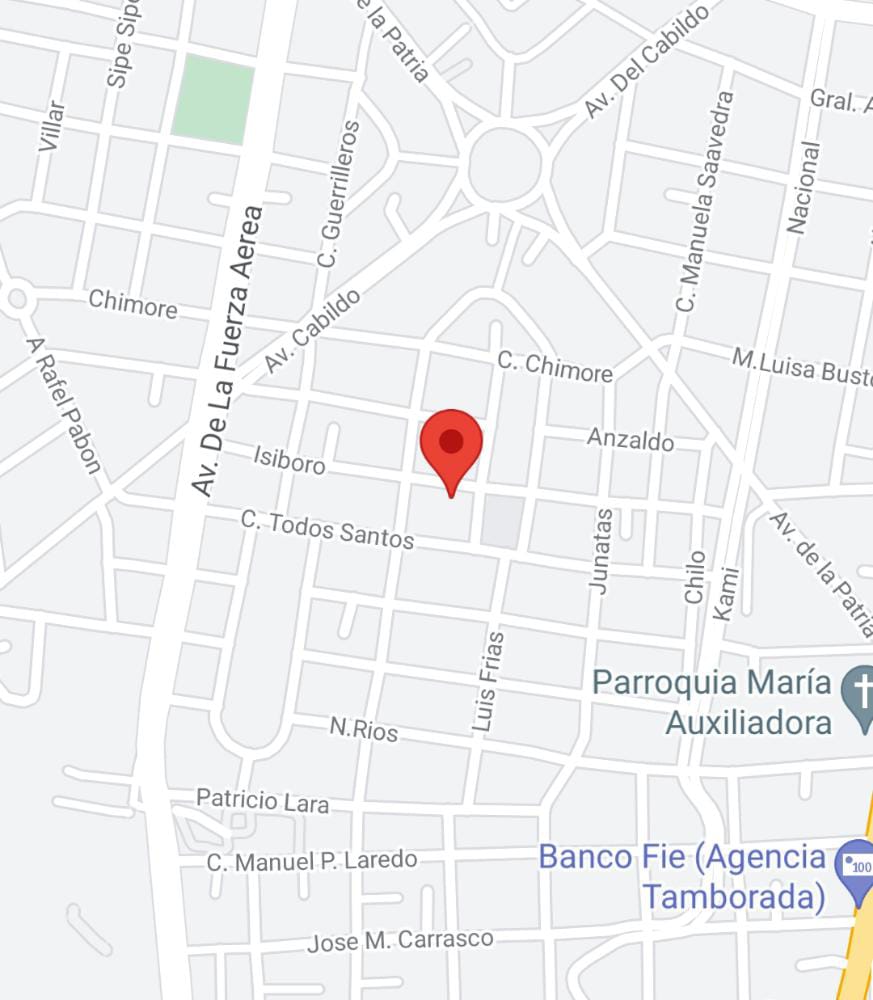 Sipe Sipe
e la Patria
Av. Del Cabildo
Villar
Gral. A
C. Guerrilleros
C. Manuela Saavedra
Nacional
Av. De La Fuerza Aerea
Chimore
Av. Cabildo
A Rafel Pabon
C. Chimore
M.Luisa Busto
Anzaldo
Isiboro
C. Todos Santos
Junatas
Chilo
Kami
Av. de la Patria
Luis Frias
Parroquia María
Auxiliadora
N.Rios
Patricio Lara
C. Manuel P. Laredo
Banco Fie (Agencia
Tamborada)
100
Jose M. Carrasco